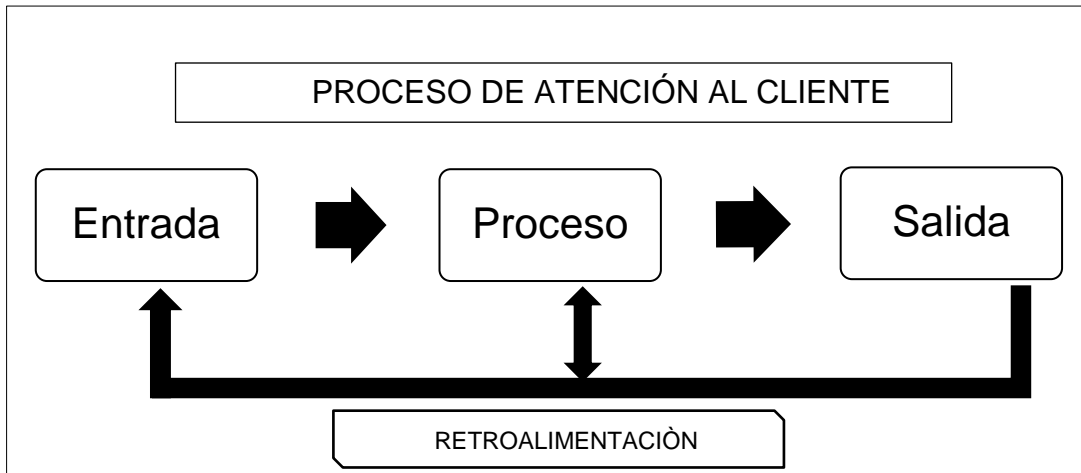 PROCESO DE ATENCIÓN AL CLIENTE
Entrada
Proceso
Salida
RETROALIMENTACIÒN